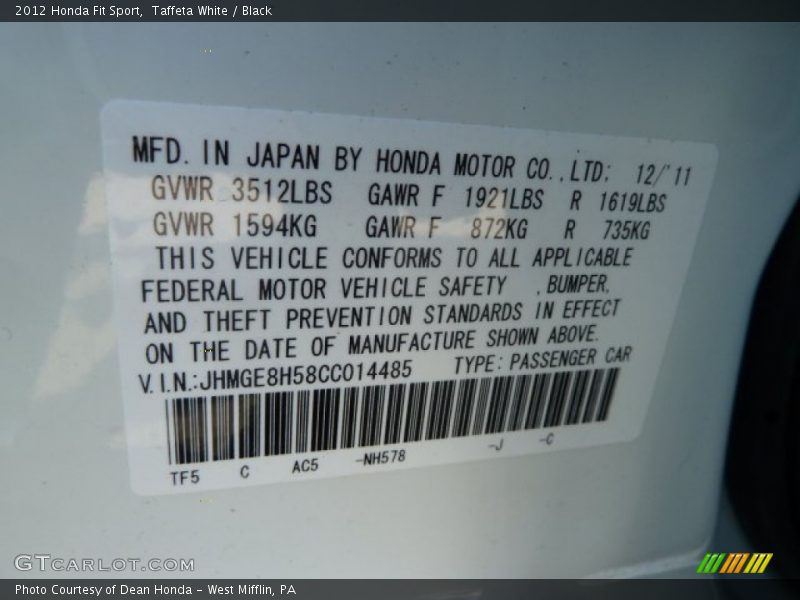 2012 Honda Fit Sport, Taffeta White / Black
MFD. IN JAPAN BY HONDA MOTOR CO., LTD: 12/'11
GVWR 3512LBS GAWR F 1921LBS R 1619LBS
GVWR 1594KG GAWR F 872KG R 735KG
THIS VEHICLE CONFORMS TO ALL APPLICABLE
FEDERAL MOTOR VEHICLE SAFETY , BUMPER,
AND THEFT PREVENTION STANDARDS IN EFFECT
ON THE DATE OF MANUFACTURE SHOWN ABOVE.
V.I.N.:JHMGE8H58CC014485 TYPE: PASSENGER CAR
TF5 C AC5 -NH578 -J -C
GTCARLOT.COM
Photo Courtesy of Dean Honda - West Mifflin, PA